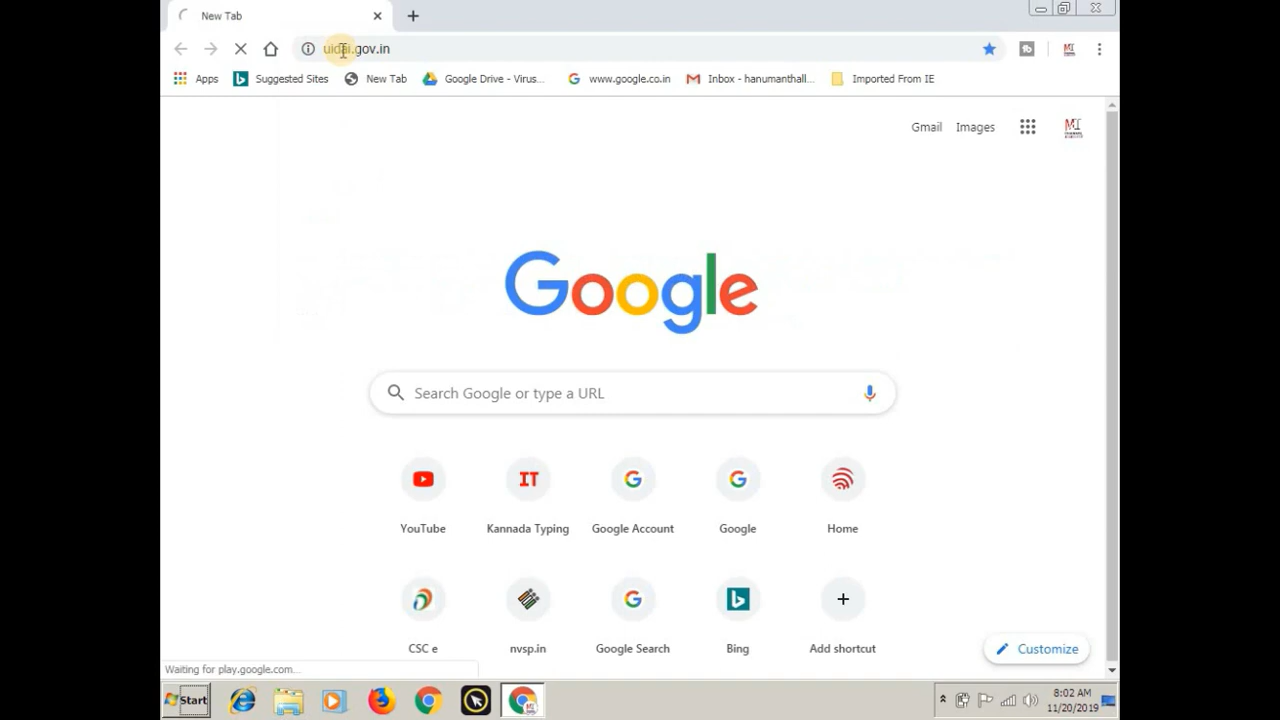 New Tab
uidai.gov.in
Apps Suggested Sites New Tab Google Drive - Virus... www.google.co.in Inbox - hanumanthall... Imported From IE
Gmail Images
Google
Search Google or type a URL
YouTube Kannada Typing Google Account Google Home
CSC e nvsp.in Google Search Bing Add shortcut
Customize
Waiting for play.google.com...
Start
8:02 AM
11/20/2019